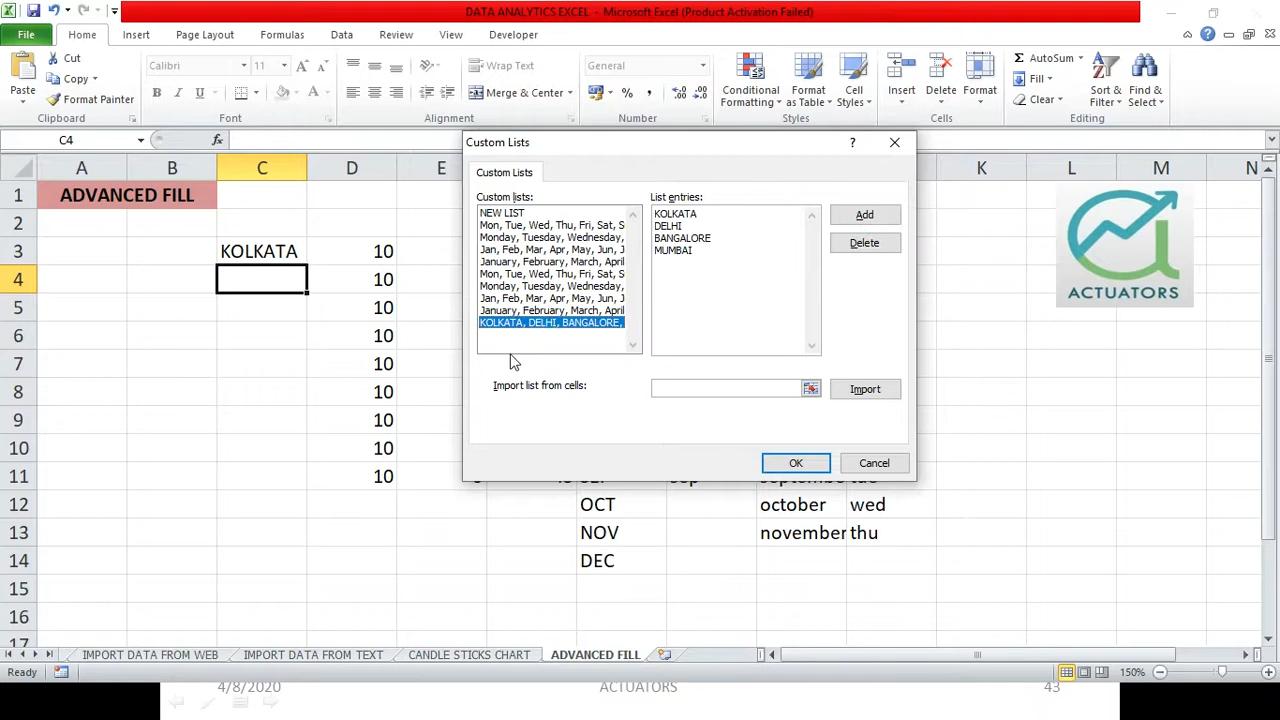 DATA ANALYTICS EXCEL - Microsoft Excel (Product Activation Failed)
File Home Insert Page Layout Formulas Data Review View Developer
Paste
Cut
Copy
Format Painter
Clipboard
Calibri 11
B I U A
Font
Wrap Text
Merge & Center
Alignment
General
% ,
Number
Conditional Formatting
Format as Table
Cell Styles
Styles
Insert Delete Format
Cells
Σ AutoSum
Fill
Clear
Sort & Filter
Find & Select
Editing
C4 fx
A B C D E K L M N
1 ADVANCED FILL
2
3 KOLKATA 10
4 10
5 10
6 10
7 10
8 10
9 10
10 10
11 10
12 OCT october wed
13 NOV november thu
14 DEC
15
16
17
ACTUATORS
Custom Lists
?
Custom Lists
Custom lists:
NEW LIST
Mon, Tue, Wed, Thu, Fri, Sat, S
Monday, Tuesday, Wednesday,
Jan, Feb, Mar, Apr, May, Jun, J
January, February, March, April
Mon, Tue, Wed, Thu, Fri, Sat, S
Monday, Tuesday, Wednesday,
Jan, Feb, Mar, Apr, May, Jun, J
January, February, March, April
KOLKATA, DELHI, BANGALORE,
List entries:
KOLKATA
DELHI
BANGALORE
MUMBAI
Add
Delete
Import list from cells:
Import
OK Cancel
IMPORT DATA FROM WEB IMPORT DATA FROM TEXT CANDLE STICKS CHART ADVANCED FILL
Ready 150%
4/8/2020 ACTUATORS 43